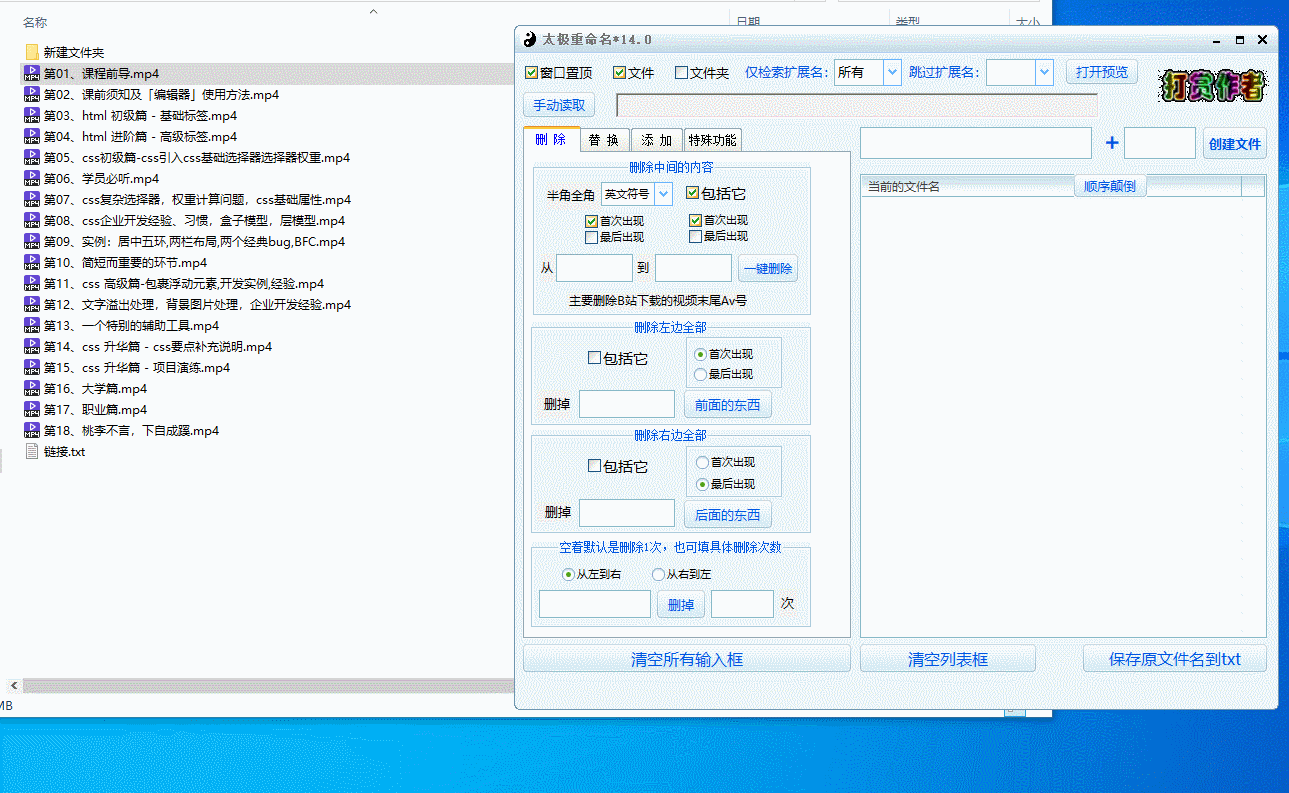 名称
日期
类型
大小
新建文件夹
第01、课程前导.mp4
第02、课前须知及「编辑器」使用方法.mp4
第03、html 初级篇 - 基础标签.mp4
第04、html 进阶篇 - 高级标签.mp4
第05、css初级篇-css引入css基础选择器选择器权重.mp4
第06、学员必听.mp4
第07、css复杂选择器，权重计算问题，css基础属性.mp4
第08、css企业开发经验、习惯，盒子模型，层模型.mp4
第09、实例：居中五环,两栏布局,两个经典bug,BFC.mp4
第10、简短而重要的环节.mp4
第11、css 高级篇-包裹浮动元素,开发实例,经验.mp4
第12、文字溢出处理，背景图片处理，企业开发经验.mp4
第13、一个特别的辅助工具.mp4
第14、css 升华篇 - css要点补充说明.mp4
第15、css 升华篇 - 项目演练.mp4
第16、大学篇.mp4
第17、职业篇.mp4
第18、桃李不言，下自成蹊.mp4
链接.txt
MB
太极重命名*14.0
窗口置顶 文件 文件夹 仅检索扩展名: 所有 跳过扩展名: 打开预览
打赏作者
手动读取
删 除 替 换 添 加 特殊功能
删除中间的内容
半角全角 英文符号 包括它
首次出现 首次出现
最后出现 最后出现
从 到 一键删除
主要删除B站下载的视频末尾Av号
删除左边全部
包括它 首次出现
最后出现
删掉 前面的东西
删除右边全部
包括它 首次出现
最后出现
删掉 后面的东西
空着默认是删除1次，也可填具体删除次数
从左到右 从右到左
删掉 次
清空所有输入框
+ 创建文件
当前的文件名 顺序颠倒
清空列表框 保存原文件名到txt